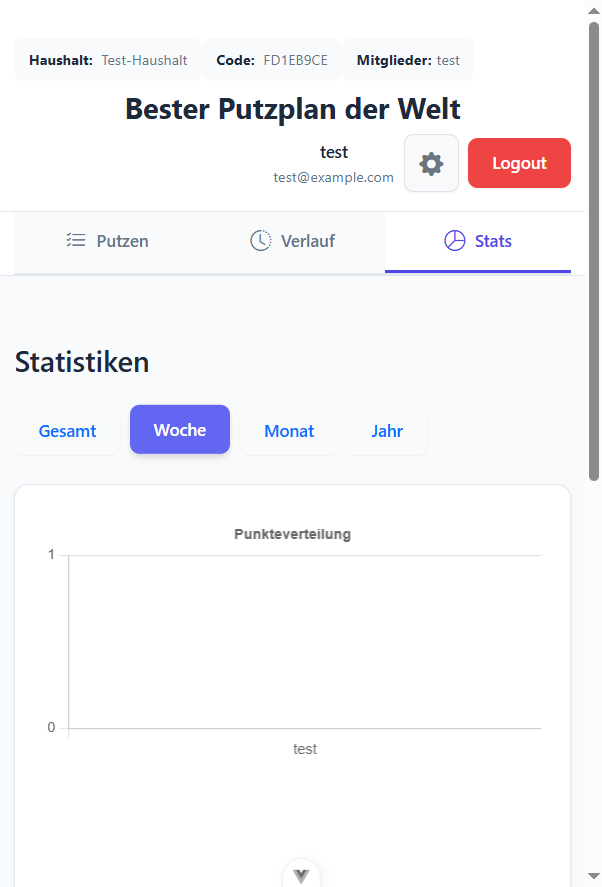 Haushalt: Test-Haushalt Code: FD1EB9CE Mitglieder: test
Bester Putzplan der Welt
test
test@example.com
Logout
Putzen Verlauf Stats
Statistiken
Gesamt Woche Monat Jahr
Punkteverteilung
1
0
test